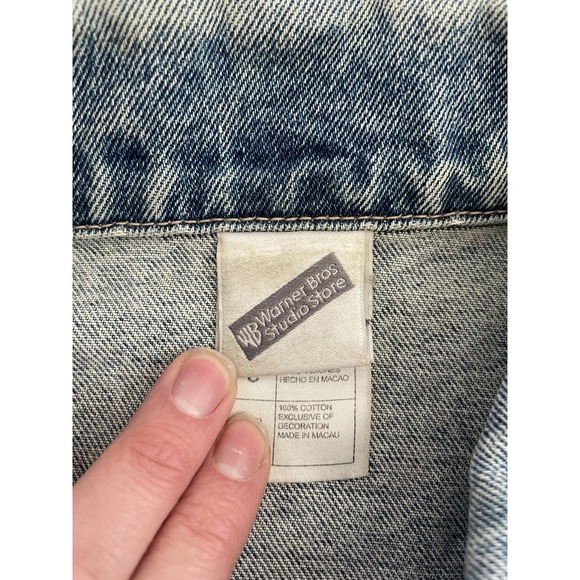 WB Warner Bros
Studio Store
HECHO EN MACAO
100% COTTON
EXCLUSIVE OF
DECORATION
MADE IN MACAU